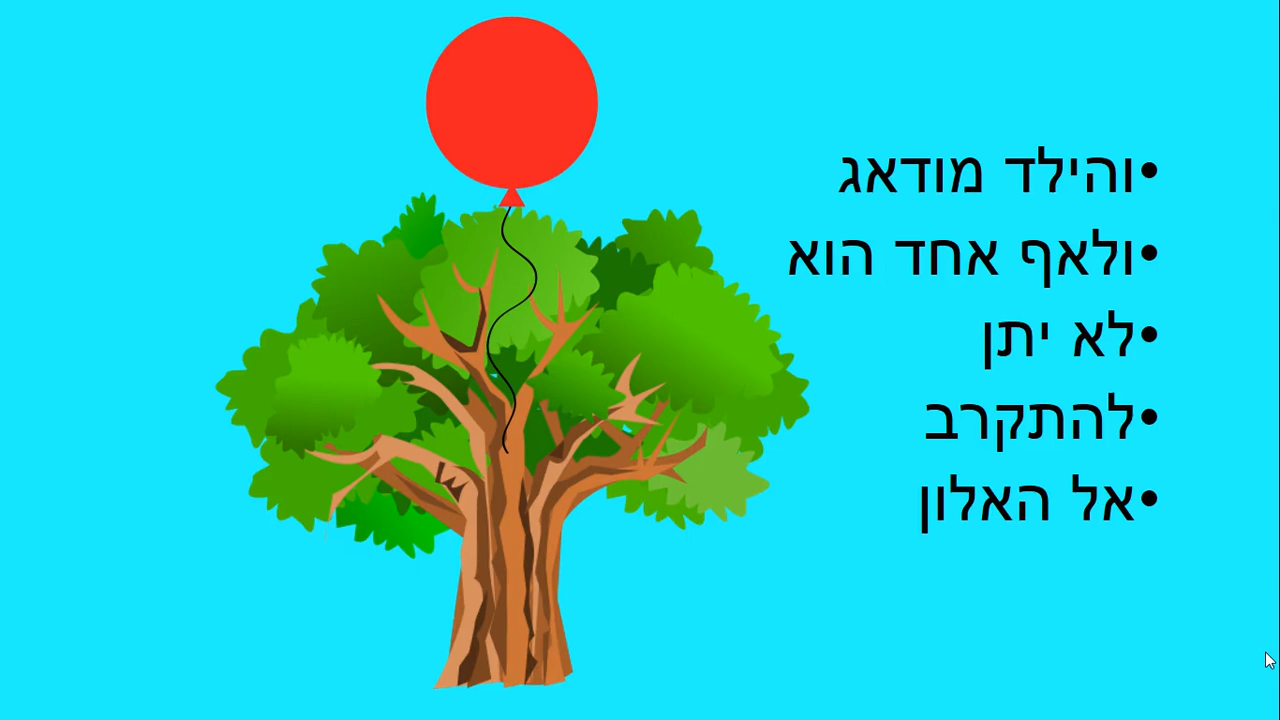 •והילד מודאג
•ולאף אחד הוא
•לא יתן
•להתקרב
•אל האלון